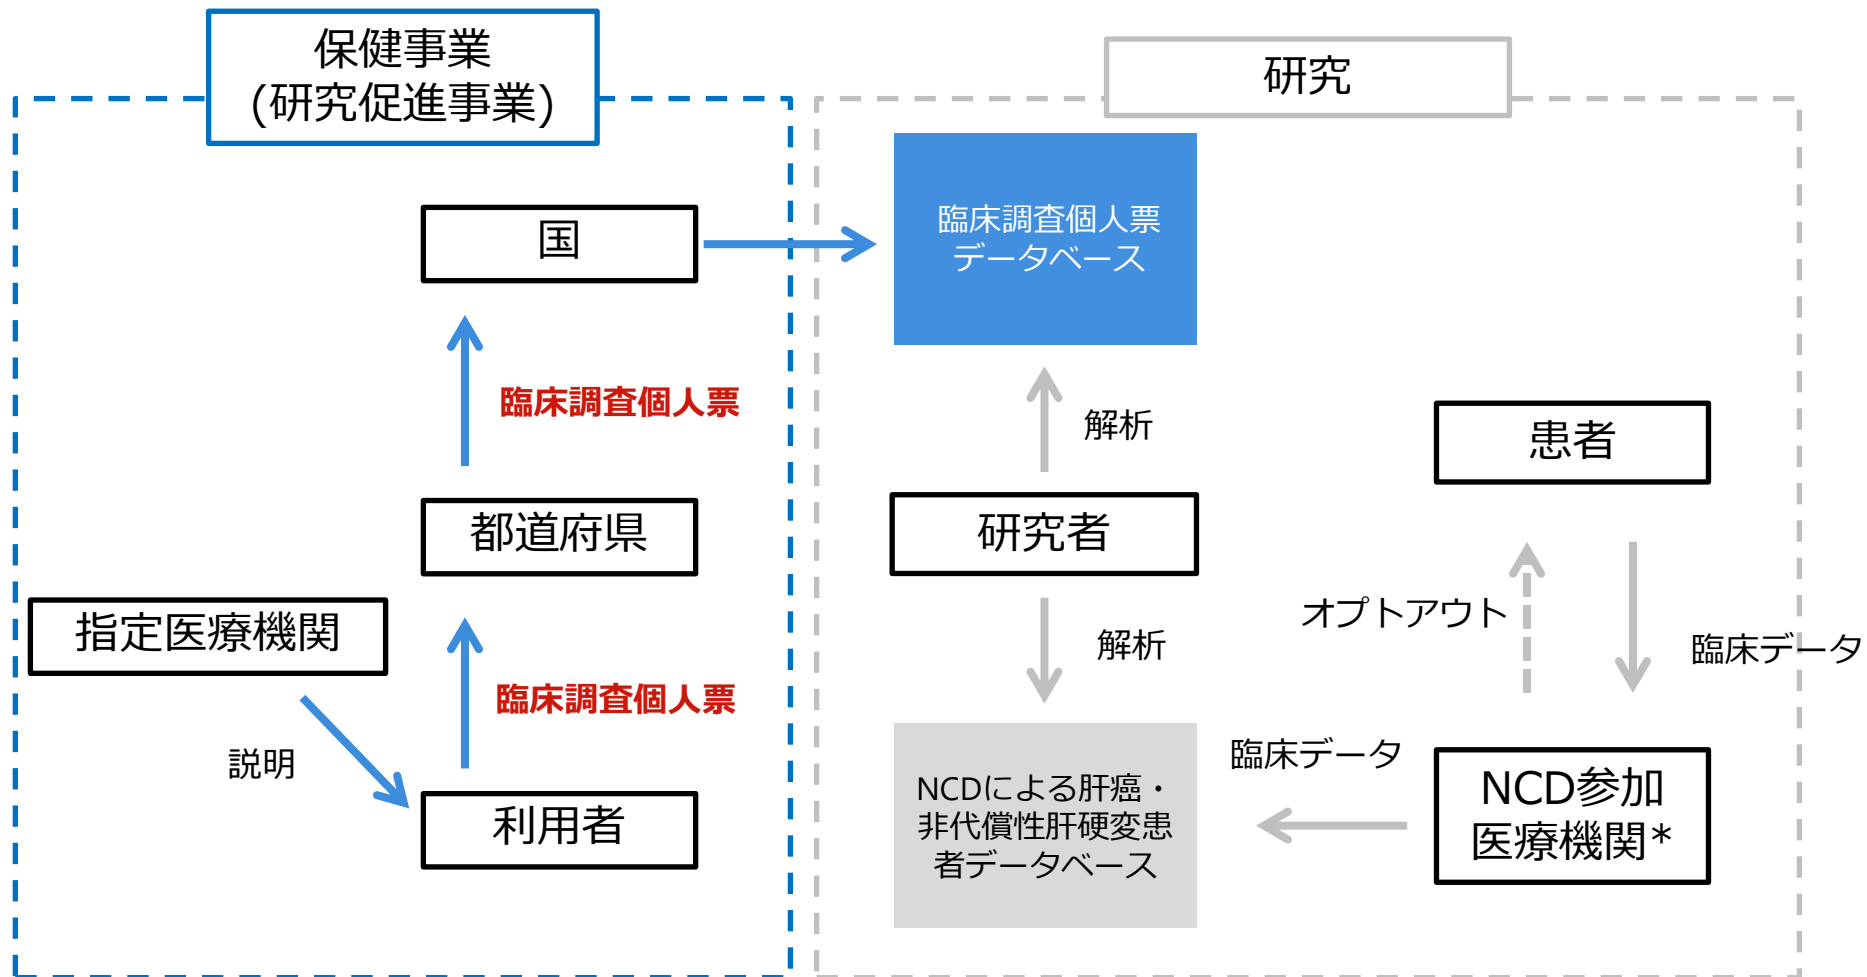 保健事業
(研究促進事業)
国
臨床調査個人票
都道府県
指定医療機関
臨床調査個人票
説明
利用者
研究
臨床調査個人票
データベース
解析
患者
研究者
オプトアウト
解析
臨床データ
臨床データ
NCDによる肝癌・
非代償性肝硬変患
者データベース
NCD参加
医療機関*